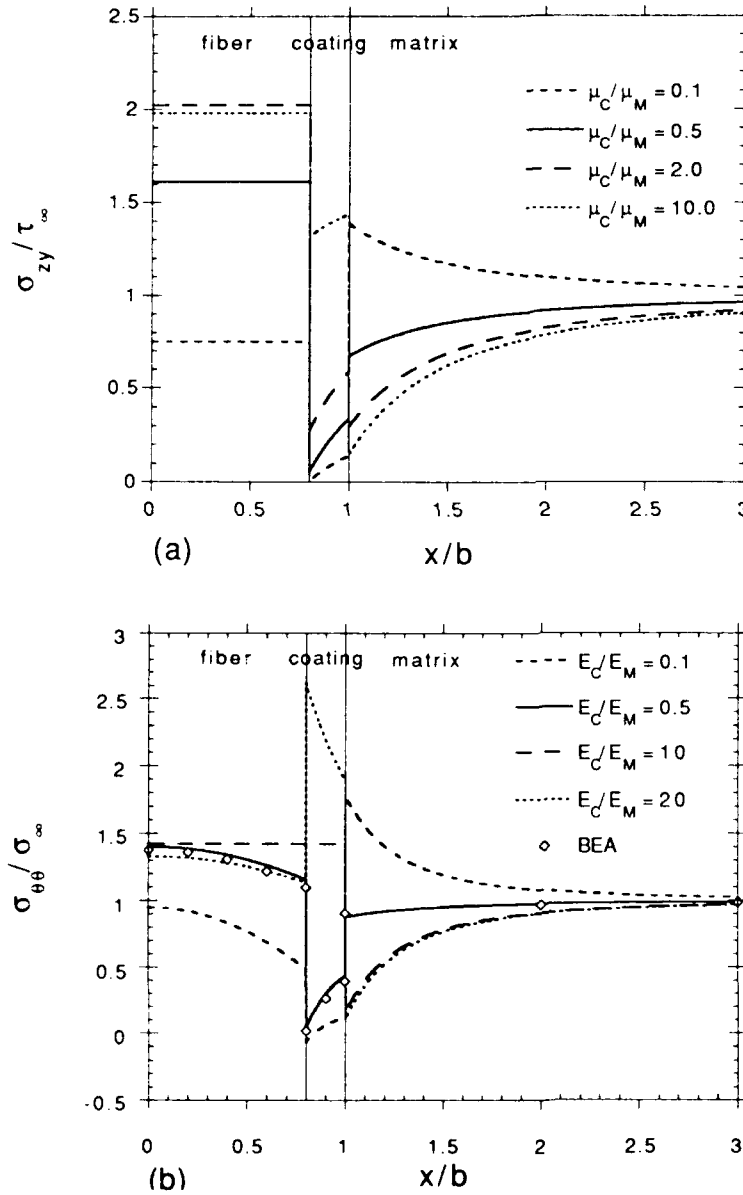 2.5
fiber coating matrix
μC/μM = 0.1
2
μC/μM = 0.5
μC/μM = 2.0
μC/μM = 10.0
1.5
σzy / τ∞
1
0.5
0
0 0.5 1 1.5 2 2.5 3
(a) x/b
3
fiber coating matrix
EC/EM = 0.1
2.5
EC/EM = 0.5
2
EC/EM = 10
EC/EM = 20
1.5
BEA
σθθ / σ∞
1
0.5
0
-0.5
0 0.5 1 1.5 2 2.5 3
(b) x/b